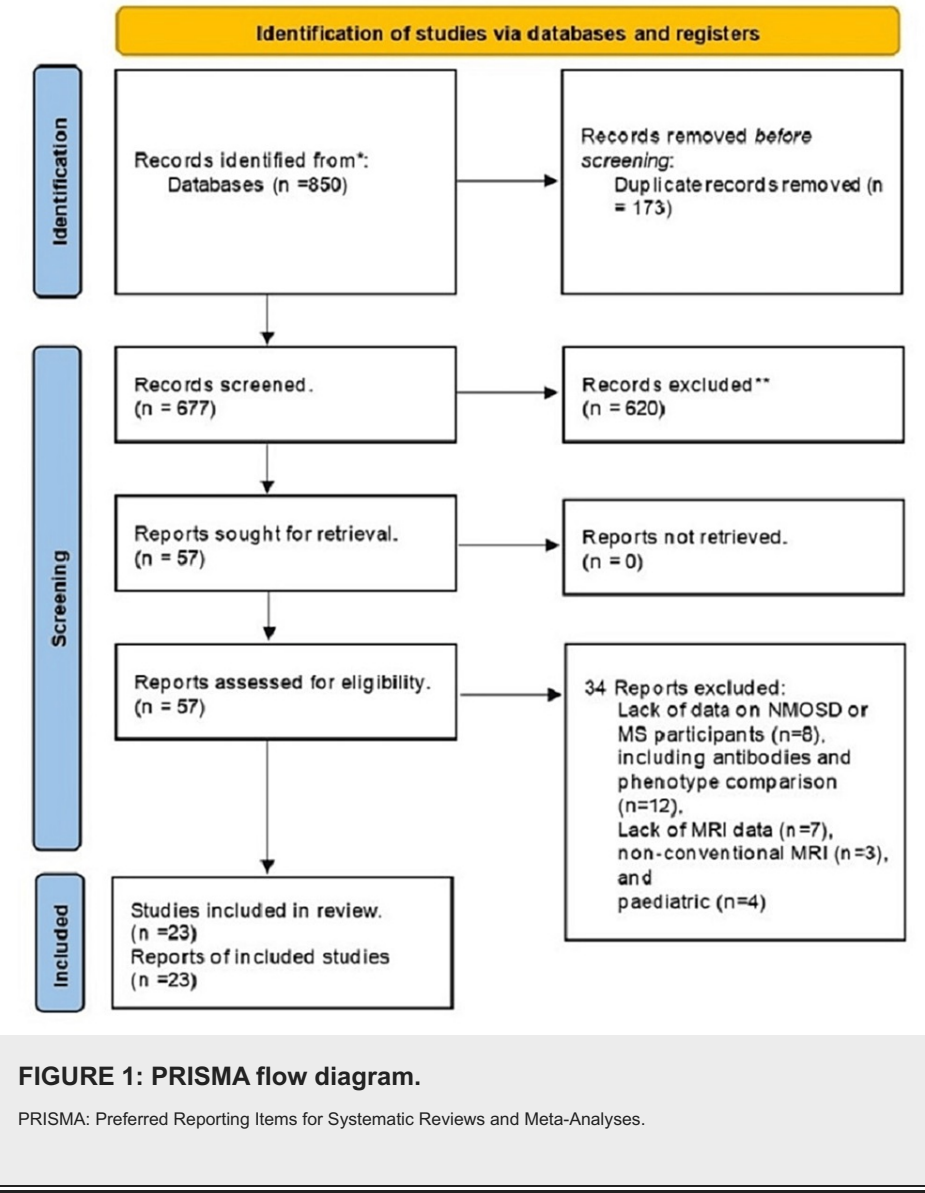 Identification of studies via databases and registers
Identification
Records identified from*:
Databases (n =850)
Records removed before
screening:
Duplicate records removed (n
= 173)
Screening
Records screened.
(n = 677)
Records excluded**
(n = 620)
Reports sought for retrieval.
(n = 57)
Reports not retrieved.
(n = 0)
Reports assessed for eligibility.
(n = 57)
34 Reports excluded:
Lack of data on NMOSD or
MS participants (n=8),
including antibodies and
phenotype comparison
(n=12),
Lack of MRI data (n=7),
non-conventional MRI (n=3),
and
paediatric (n=4)
Included
Studies included in review.
(n =23)
Reports of included studies
(n =23)
FIGURE 1: PRISMA flow diagram.
PRISMA: Preferred Reporting Items for Systematic Reviews and Meta-Analyses.